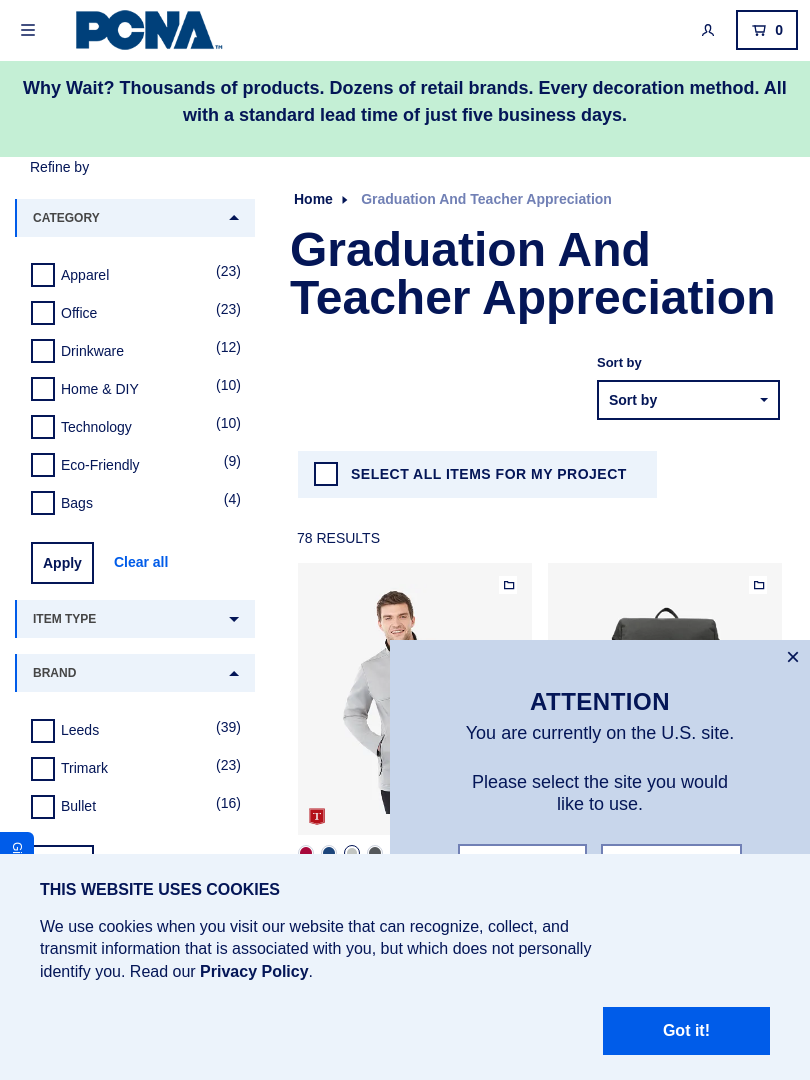 PCNA TM
0
Why Wait? Thousands of products. Dozens of retail brands. Every decoration method. All
with a standard lead time of just five business days.
Refine by
CATEGORY
Apparel (23)
Office (23)
Drinkware (12)
Home & DIY (10)
Technology (10)
Eco-Friendly (9)
Bags (4)
Apply Clear all
ITEM TYPE
BRAND
Leeds (39)
Trimark (23)
Bullet (16)
Home Graduation And Teacher Appreciation
Graduation And
Teacher Appreciation
Sort by
Sort by
SELECT ALL ITEMS FOR MY PROJECT
78 RESULTS
T
ATTENTION
You are currently on the U.S. site.
Please select the site you would
like to use.
THIS WEBSITE USES COOKIES
We use cookies when you visit our website that can recognize, collect, and
transmit information that is associated with you, but which does not personally
identify you. Read our Privacy Policy.
Got it!